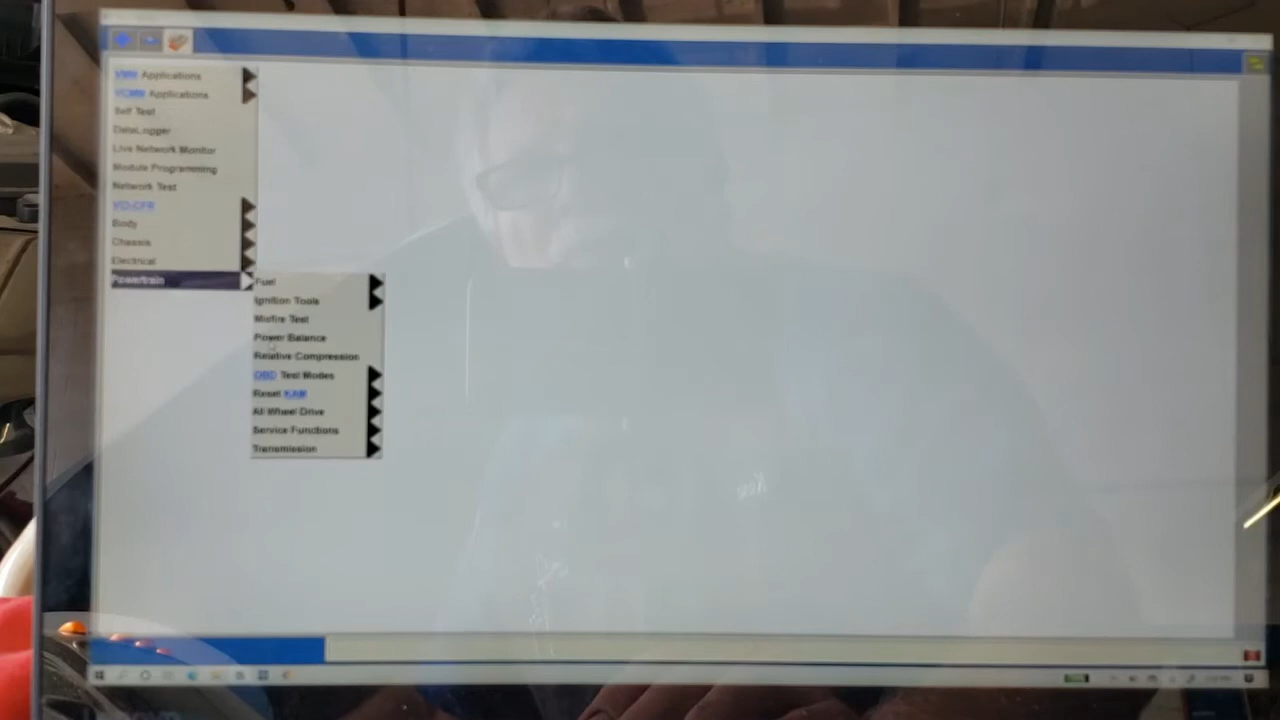 VMM Applications
VCMM Applications
Self Test
DataLogger
Live Network Monitor
Module Programming
Network Test
VCI-CFR
Body
Chassis
Electrical
Powertrain
Fuel
Ignition Tools
Misfire Test
Power Balance
Relative Compression
OBD Test Modes
Reset KAM
All Wheel Drive
Service Functions
Transmission